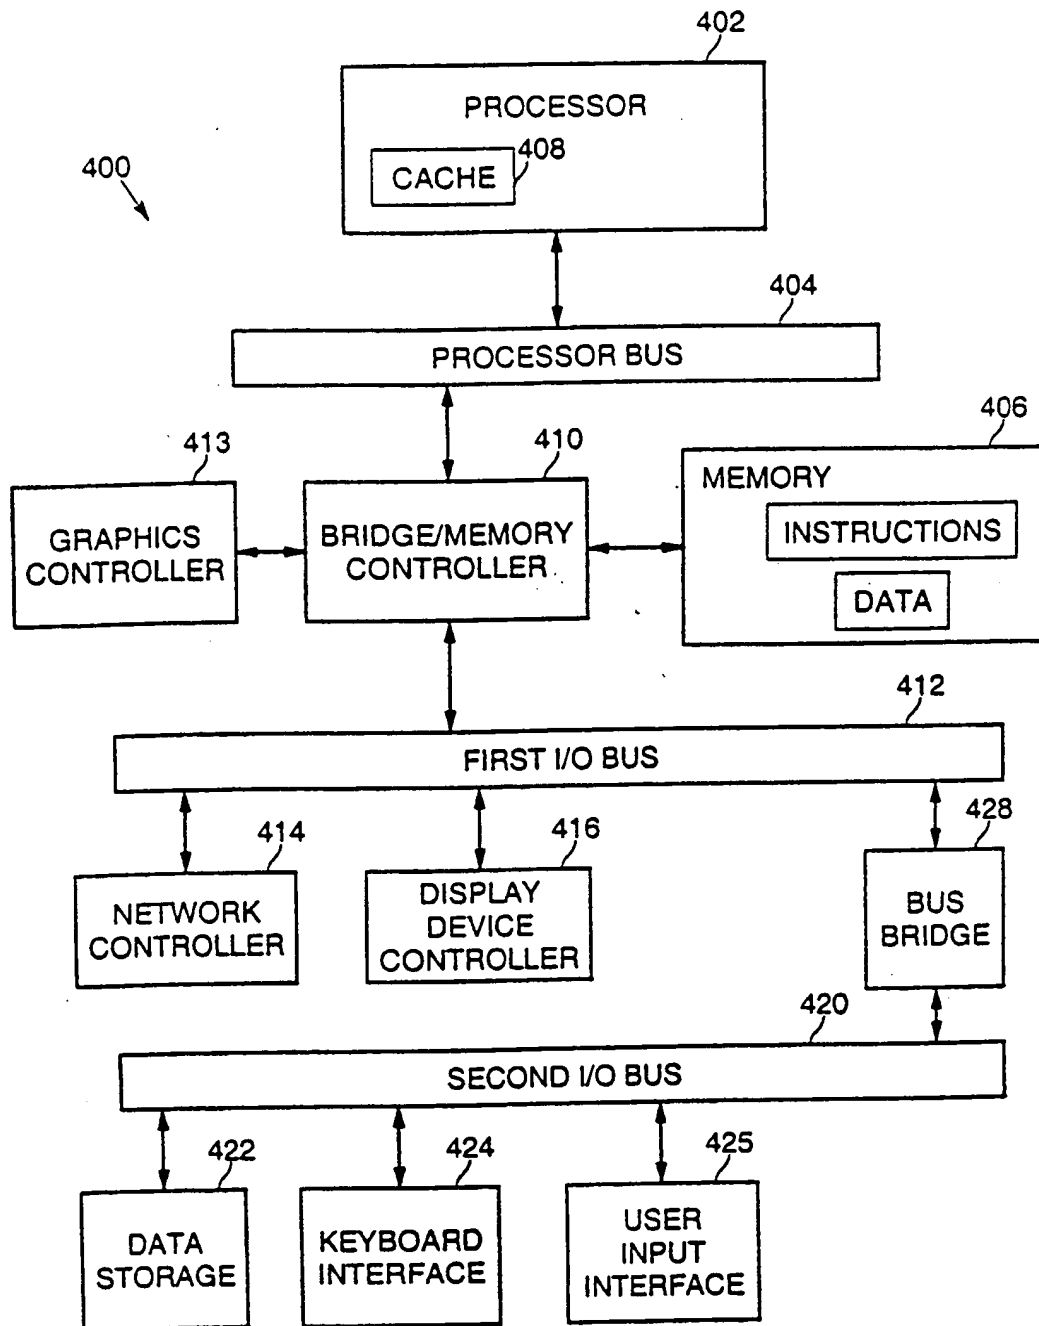 402
PROCESSOR
CACHE
408
400
404
PROCESSOR BUS
413
410
406
GRAPHICS
CONTROLLER
BRIDGE/MEMORY
CONTROLLER
MEMORY
INSTRUCTIONS
DATA
412
FIRST I/O BUS
414
416
428
NETWORK
CONTROLLER
DISPLAY
DEVICE
CONTROLLER
BUS
BRIDGE
420
SECOND I/O BUS
422
424
425
DATA
STORAGE
KEYBOARD
INTERFACE
USER
INPUT
INTERFACE